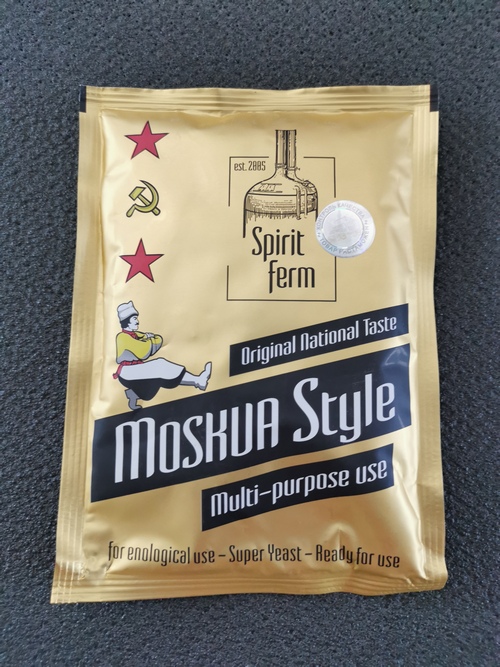 est. 2005
Spirit
ferm
Original National Taste
Moskva Style
Multi-purpose use
for enological use – Super Yeast – Ready for use